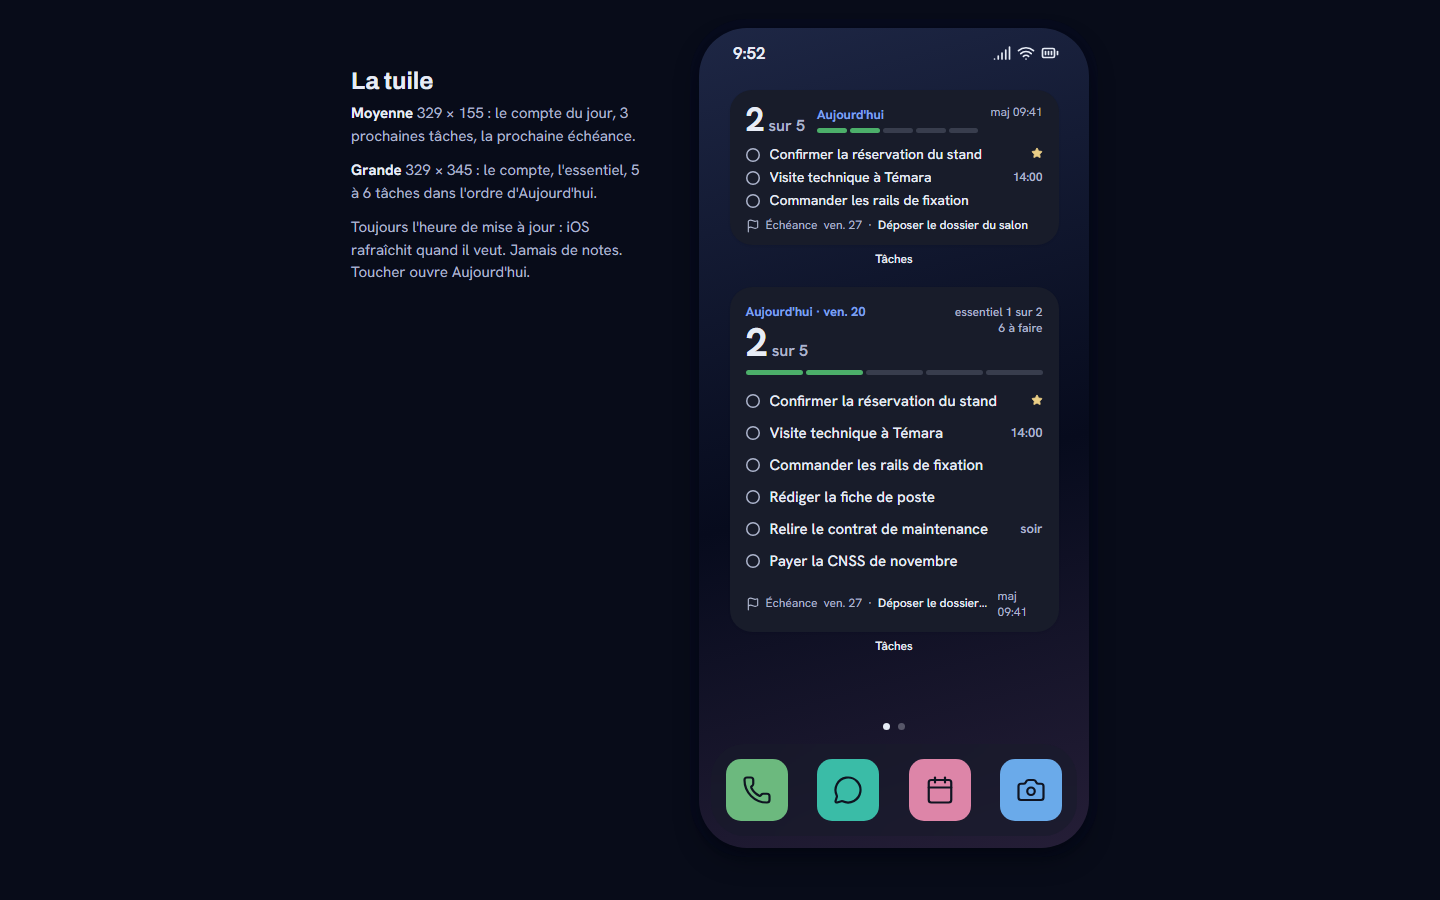 La tuile
Moyenne 329 × 155 : le compte du jour, 3
prochaines tâches, la prochaine échéance.
Grande 329 × 345 : le compte, l'essentiel, 5
à 6 tâches dans l'ordre d'Aujourd'hui.
Toujours l'heure de mise à jour : iOS
rafraîchit quand il veut. Jamais de notes.
Toucher ouvre Aujourd'hui.
9:52
2 sur 5
Aujourd'hui
maj 09:41
Confirmer la réservation du stand
Visite technique à Témara 14:00
Commander les rails de fixation
Échéance ven. 27 · Déposer le dossier du salon
Tâches
Aujourd'hui · ven. 20
essentiel 1 sur 2
6 à faire
2 sur 5
Confirmer la réservation du stand
Visite technique à Témara 14:00
Commander les rails de fixation
Rédiger la fiche de poste
Relire le contrat de maintenance soir
Payer la CNSS de novembre
Échéance ven. 27 · Déposer le dossier...
maj
09:41
Tâches